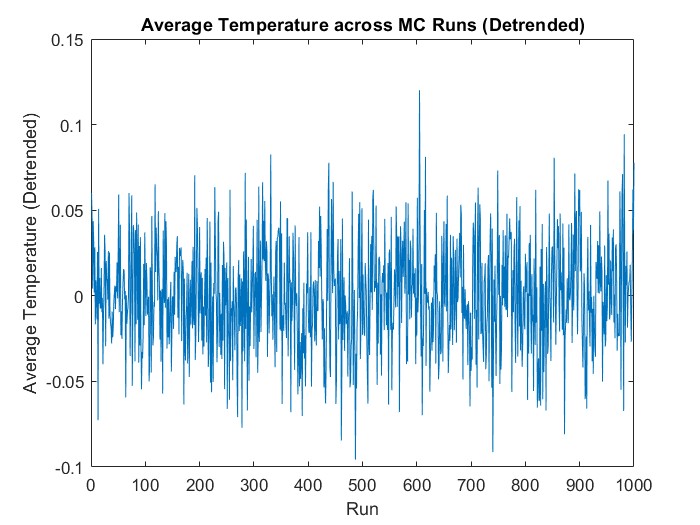 Average Temperature across MC Runs (Detrended)
0.15
0.1
0.05
0
-0.05
-0.1
Average Temperature (Detrended)
0 100 200 300 400 500 600 700 800 900 1000
Run